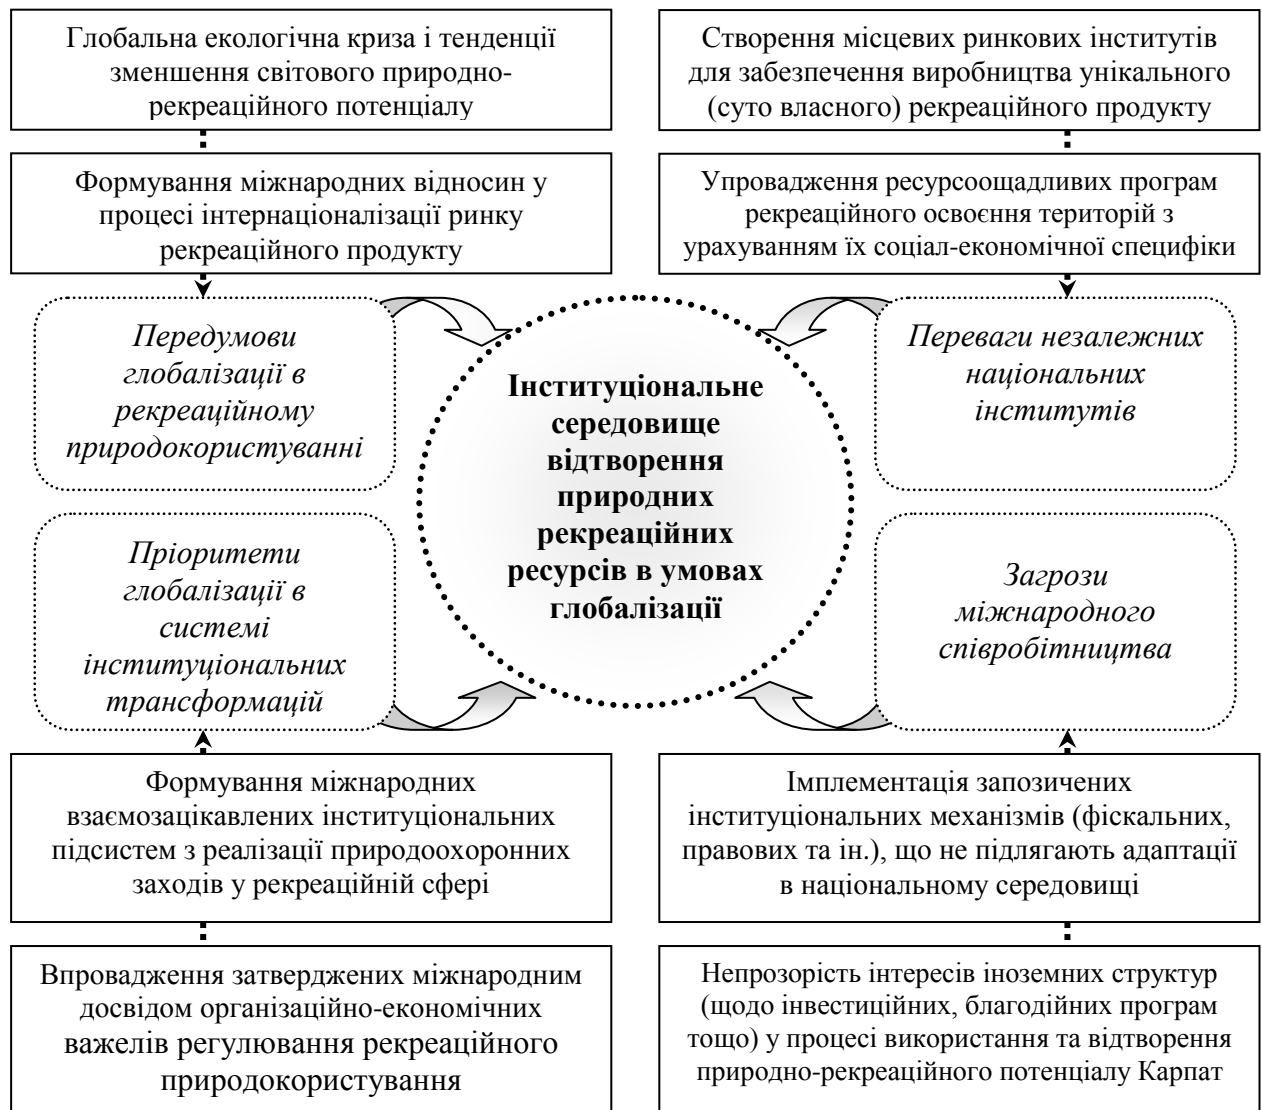 Глобальна екологічна криза і тенденції
зменшення світового природно-
рекреаційного потенціалу
Створення місцевих ринкових інститутів
для забезпечення виробництва унікального
(суто власного) рекреаційного продукту
Формування міжнародних відносин у
процесі інтернаціоналізації ринку
рекреаційного продукту
Упровадження ресурсоощадливих програм
рекреаційного освоєння територій з
урахуванням їх соціал-економічної специфіки
Передумови
глобалізації в
рекреаційному
природокористуванні
Інституціональне
середовище
відтворення
природних
рекреаційних
ресурсів в умовах
глобалізації
Переваги незалежних
національних
інститутів
Пріоритети
глобалізації в
системі
інституціональних
трансформацій
Загрози
міжнародного
співробітництва
Формування міжнародних
взаємозацікавлених інституціональних
підсистем з реалізації природоохоронних
заходів у рекреаційній сфері
Імплементація запозичених
інституціональних механізмів (фіскальних,
правових та ін.), що не підлягають адаптації
в національному середовищі
Впровадження затверджених міжнародним
досвідом організаційно-економічних
важелів регулювання рекреаційного
природокористування
Непрозорість інтересів іноземних структур
(щодо інвестиційних, благодійних програм
тощо) у процесі використання та відтворення
природно-рекреаційного потенціалу Карпат